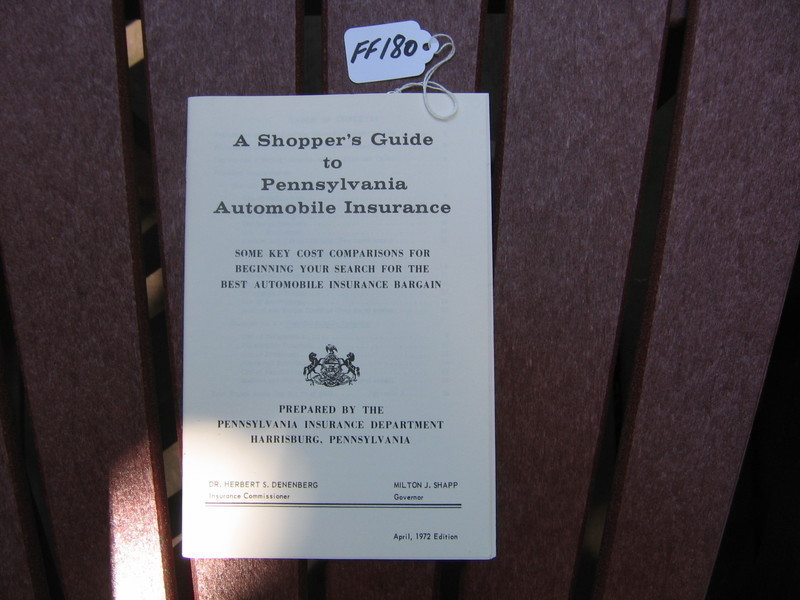 FF180
A Shopper's Guide
to
Pennsylvania
Automobile Insurance
SOME KEY COST COMPARISONS FOR
BEGINNING YOUR SEARCH FOR THE
BEST AUTOMOBILE INSURANCE BARGAIN
PREPARED BY THE
PENNSYLVANIA INSURANCE DEPARTMENT
HARRISBURG, PENNSYLVANIA
DR. HERBERT S. DENENBERG MILTON J. SHAPP
Insurance Commissioner Governor
April, 1972 Edition